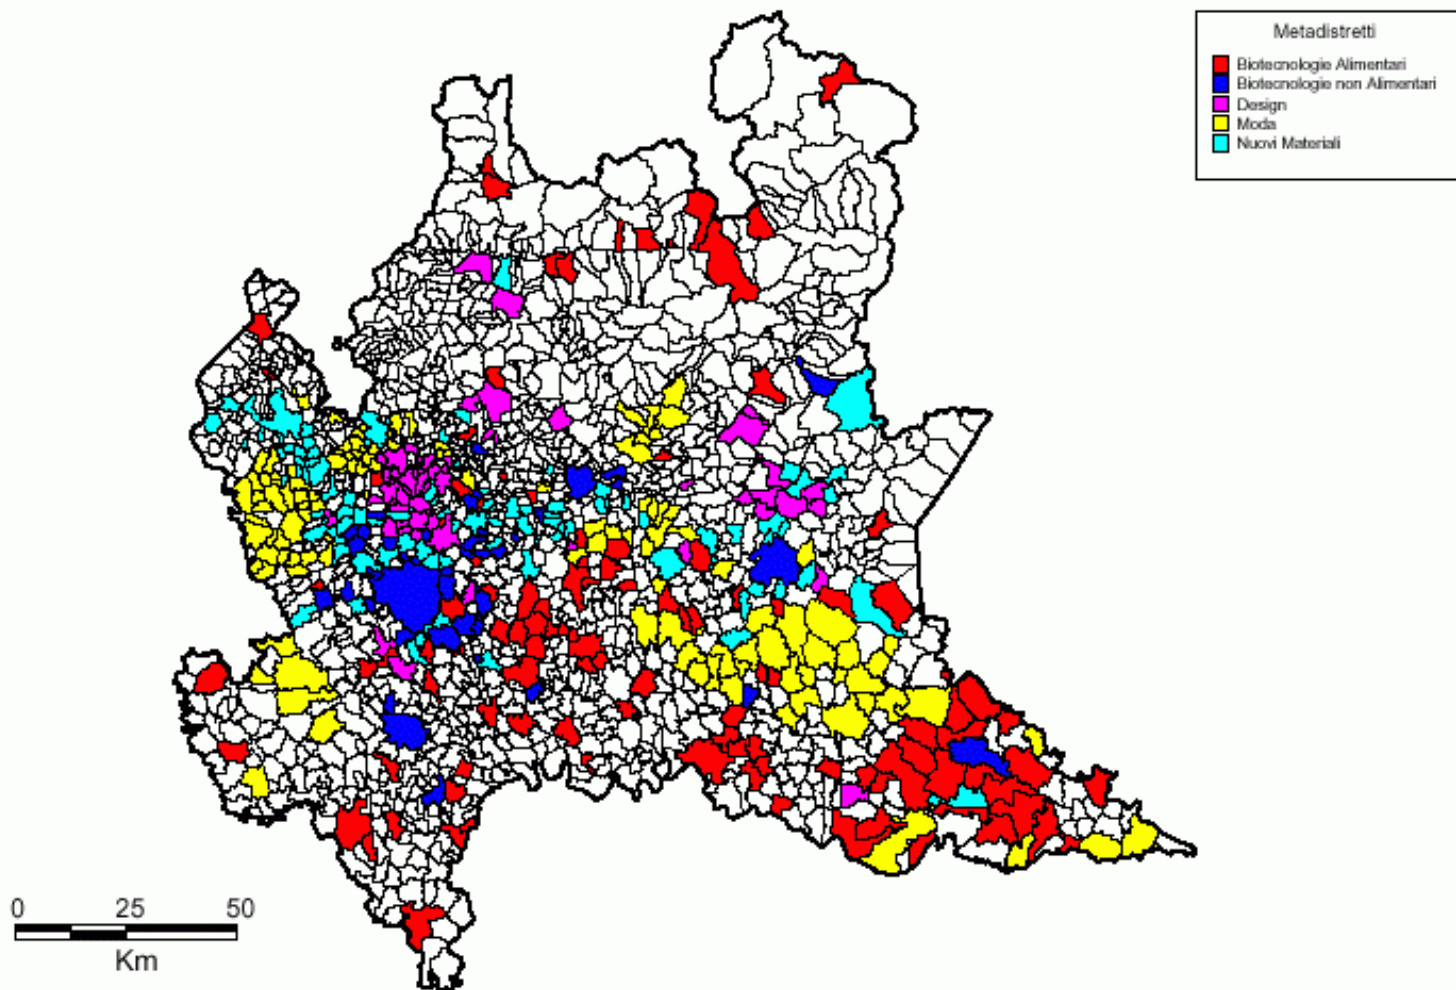 Metadistretti
Biotecnologie Alimentari
Biotecnologie non Alimentari
Design
Moda
Nuovi Materiali
0 25 50
Km